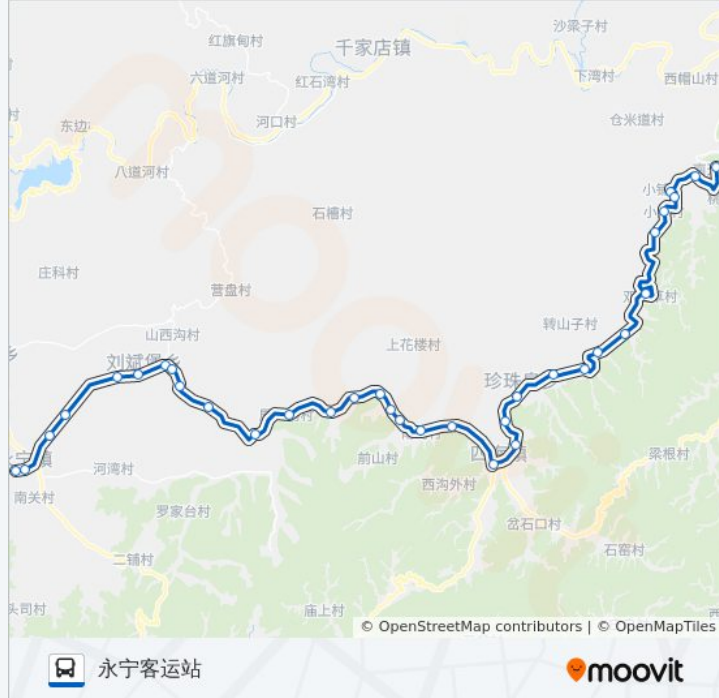 沙梁子村
红旗甸村
千家店镇
六道河村
红石湾村
下湾村
西帽山村
河口村
仓米道村
东边
八道河村
石槽村
庄科村
营盘村
转山子村
山西沟村
上花楼村
刘斌堡乡
河湾村
前山村
梁根村
南关村
西沟外村
罗家台村
岔石口村
二铺村
石窑村
头司村
庙上村
© OpenStreetMap contributors | © OpenMapTiles
永宁客运站
moovit